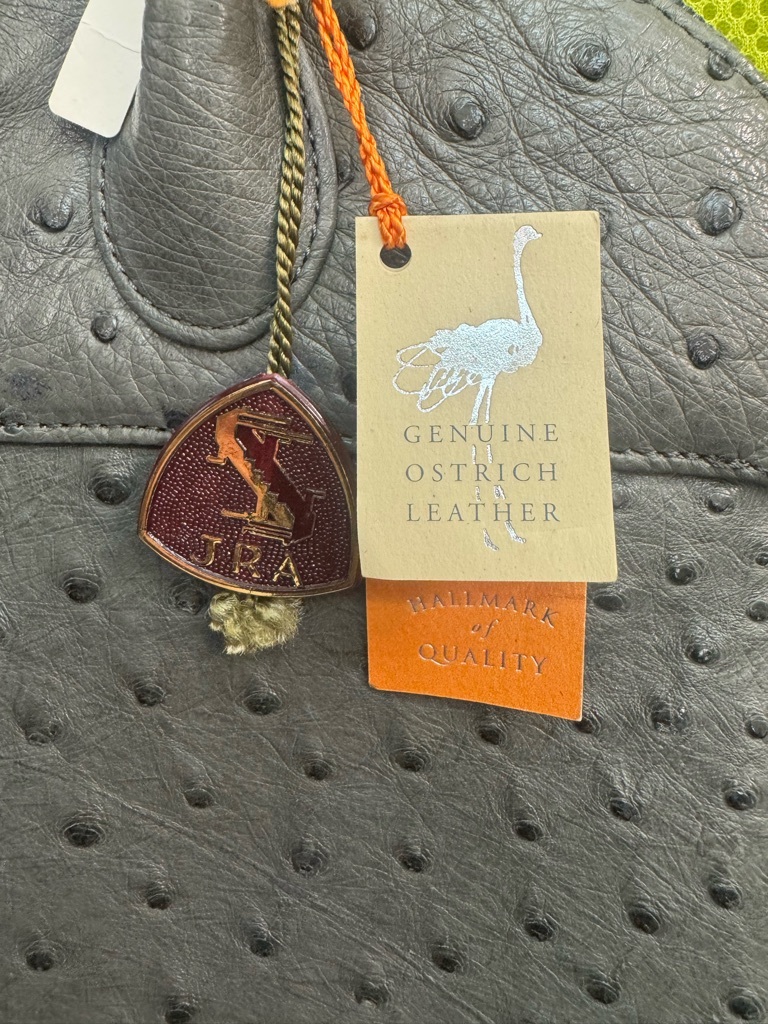 JRA
GENUINE
OSTRICH
LEATHER
HALLMARK
of
QUALITY